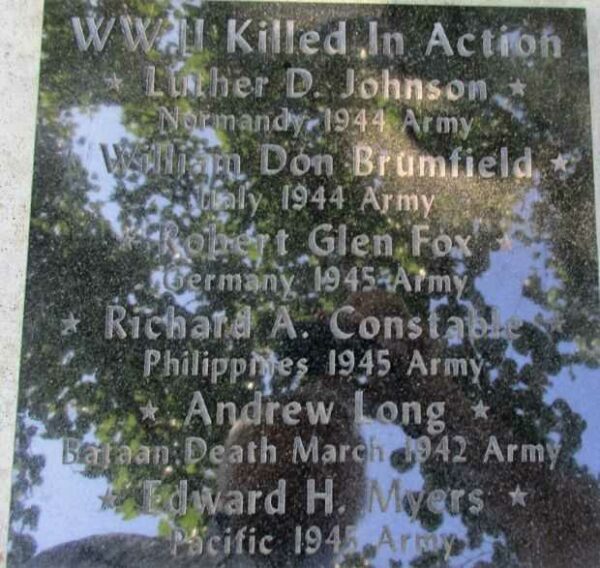 WW II Killed In Action
★ Luther D. Johnson ★
Normandy 1944 Army
William Don Brumfield ★
Italy 1944 Army
★ Robert Glen Fox ★
Germany 1945 Army
★ Richard A. Constable ★
Philippines 1945 Army
★ Andrew Long ★
Bataan Death March 1942 Army
★ Edward H. Myers ★
Pacific 1945 Army